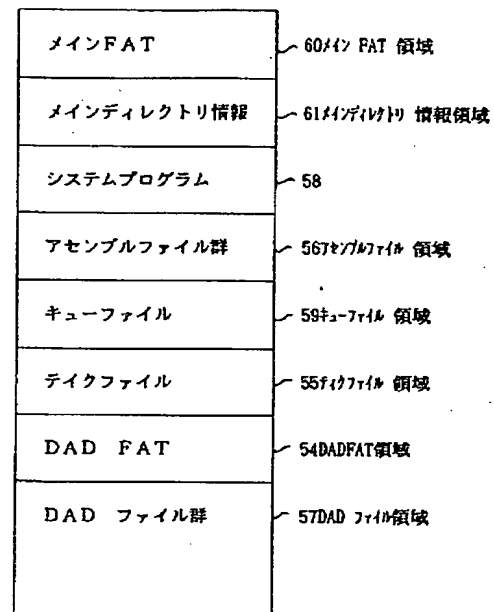 メインFAT 60ﾒｲﾝ FAT 領域
メインディレクトリ情報 61ﾒｲﾝﾃﾞｨﾚｸﾄﾘ 情報領域
システムプログラム 58
アセンブルファイル群 56ｱｾﾝﾌﾞﾙﾌｧｲﾙ 領域
キューファイル 59ｷｭｰﾌｧｲﾙ 領域
テイクファイル 55ﾃｨｸﾌｧｲﾙ 領域
DAD FAT 54DADFAT領域
DAD ファイル群 57DAD ﾌｧｲﾙ領域